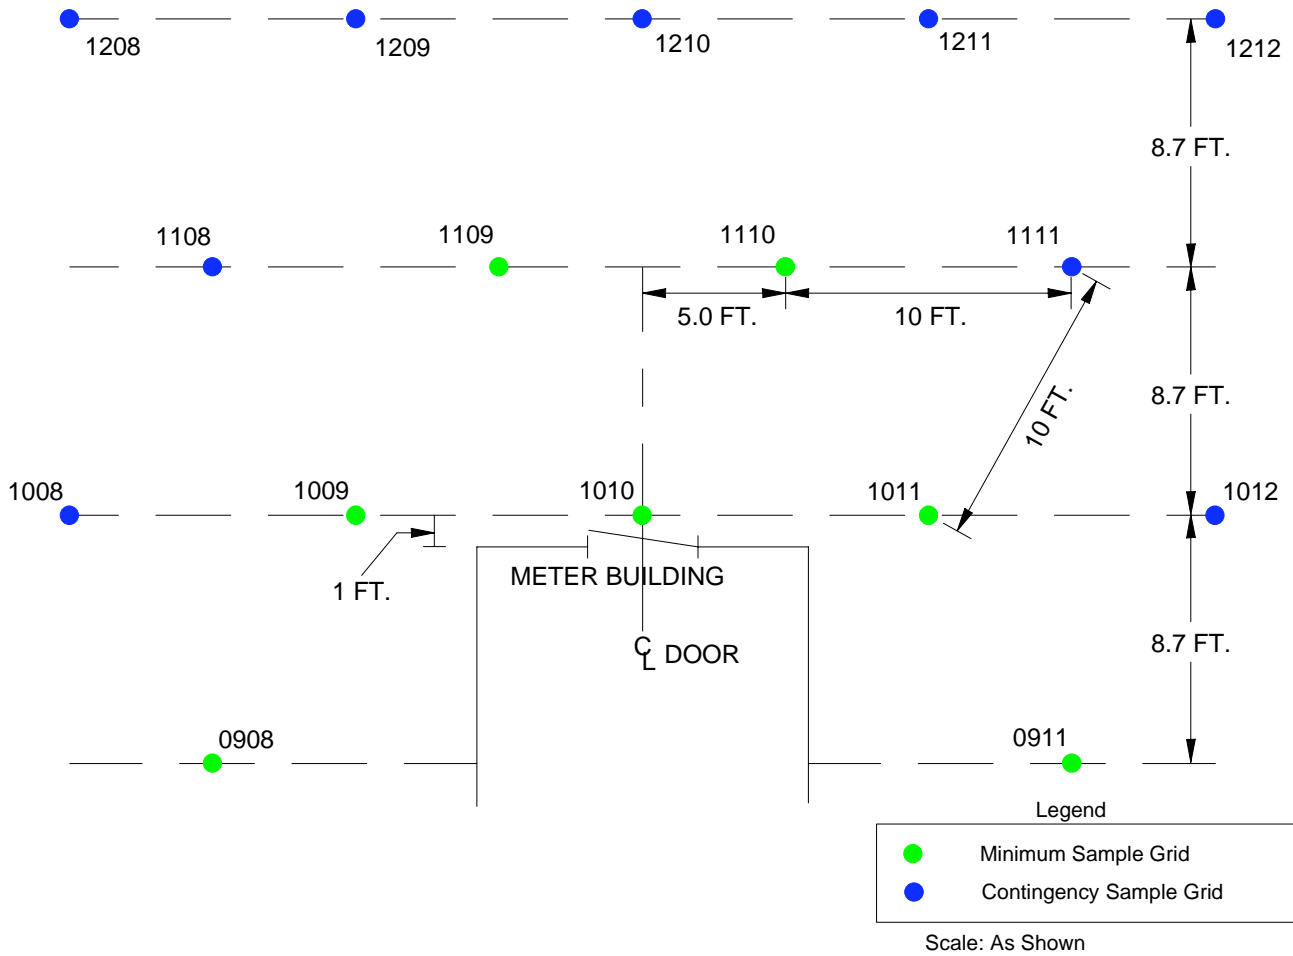 1208
1209
1210
1211
1212
8.7 FT.
1108
1109
1110
1111
5.0 FT.
10 FT.
10 FT.
8.7 FT.
1008
1009
1010
1011
1012
1 FT.
METER BUILDING
CL DOOR
8.7 FT.
0908
0911
Legend
Minimum Sample Grid
Contingency Sample Grid
Scale: As Shown